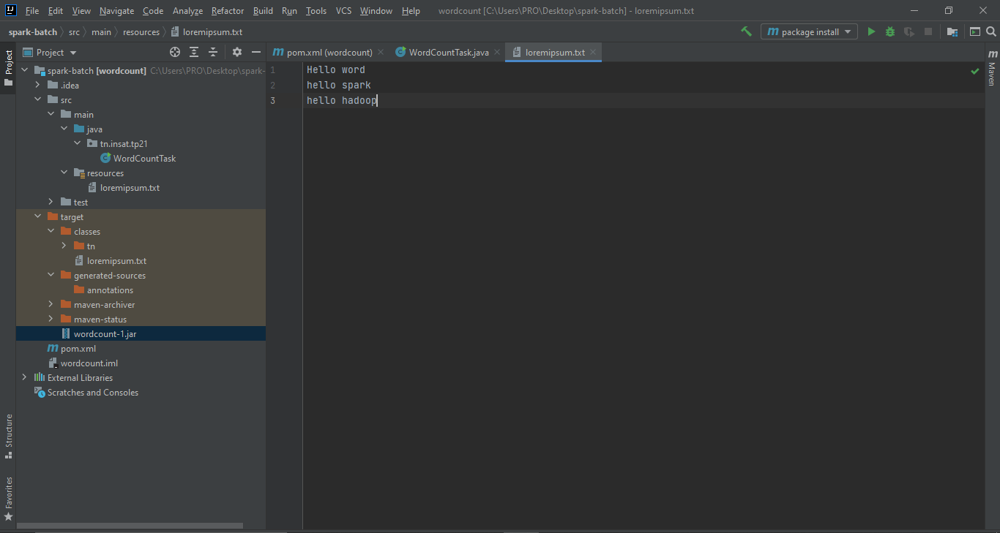 IJ File Edit View Navigate Code Analyze Refactor Build Run Tools VCS Window Help wordcount [C:\Users\PRO\Desktop\spark-batch] - loremipsum.txt
spark-batch src main resources loremipsum.txt m package install
Project
Project
m pom.xml (wordcount) C WordCountTask.java loremipsum.txt
m Maven
spark-batch [wordcount] C:\Users\PRO\Desktop\spark-
.idea
src
main
java
tn.insat.tp21
C WordCountTask
resources
loremipsum.txt
test
target
classes
tn
loremipsum.txt
generated-sources
annotations
maven-archiver
maven-status
wordcount-1.jar
m pom.xml
wordcount.iml
External Libraries
Scratches and Consoles
1 Hello word
2 hello spark
3 hello hadoop
Structure
Favorites